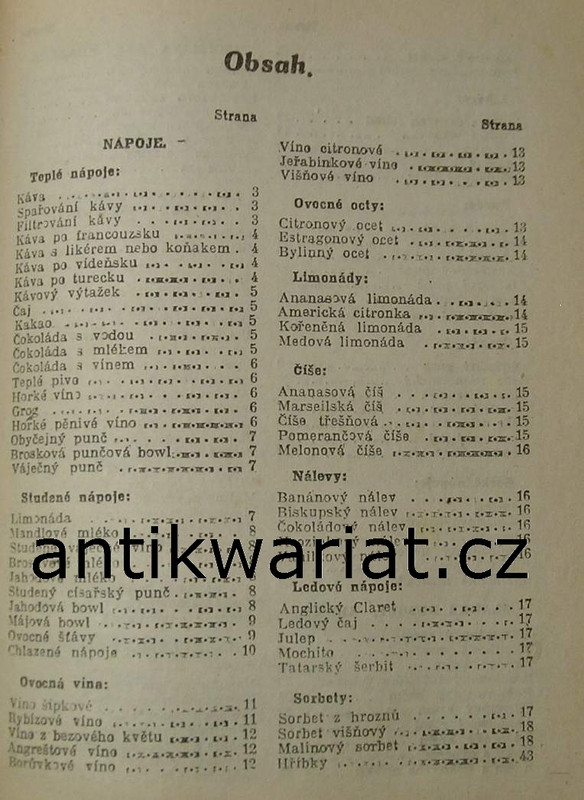 Obsah.
Strana
NÁPOJE. -
Teplé nápoje:
Káva 3
Spařování kávy 3
Filtrování kávy 3
Káva po francouzsku 4
Káva s likérem nebo koňakem 4
Káva po vídeňsku 4
Káva po turecku 4
Kávový výtažek 5
Čaj 5
Kakao 5
Čokoláda s vodou 5
Čokoláda s mlékem 5
Čokoláda s vínem 6
Teplé pivo 6
Horké víno 6
Grog 6
Horké pěnivé víno 6
Obyčejný punč 7
Brosková punčová bowl 7
Váječný punč 7
Studené nápoje:
Limonáda 7
Mandlové mléko 8
Jahodové mléko
Studený císařský punč 8
Jahodová bowl 8
Májová bowl 9
Ovocné šťávy 9
Chlazené nápoje 10
Ovocná vína:
Víno šípkové 11
Rybízové víno 11
Víno z bezového květu 12
Angreštové víno 12
Borůvkové víno 12
Strana
Víno citronové 13
Jeřabinkové víno 13
Višňové víno 13
Ovocné octy:
Citronový ocet 13
Estragonový ocet 14
Bylinný ocet 14
Limonády:
Ananasová limonáda 14
Americká citronka 14
Kořeněná limonáda 15
Medová limonáda 15
Číše:
Ananasová číš 15
Marseilská číš 15
Číše třešňová 15
Pomerančová číše 15
Melonová číše 16
Nálevy:
Banánový nálev 16
Biskupský nálev 16
Čokoládový nálev 16
Ledové nápoje:
Anglický Claret 17
Ledový čaj 17
Julep 17
Mochito 17
Tatarský šerbit 17
Sorbety:
Sorbet z hroznů 17
Sorbet višňový 18
Malinový sorbet 18
Hříbky 43
antikwariat.cz